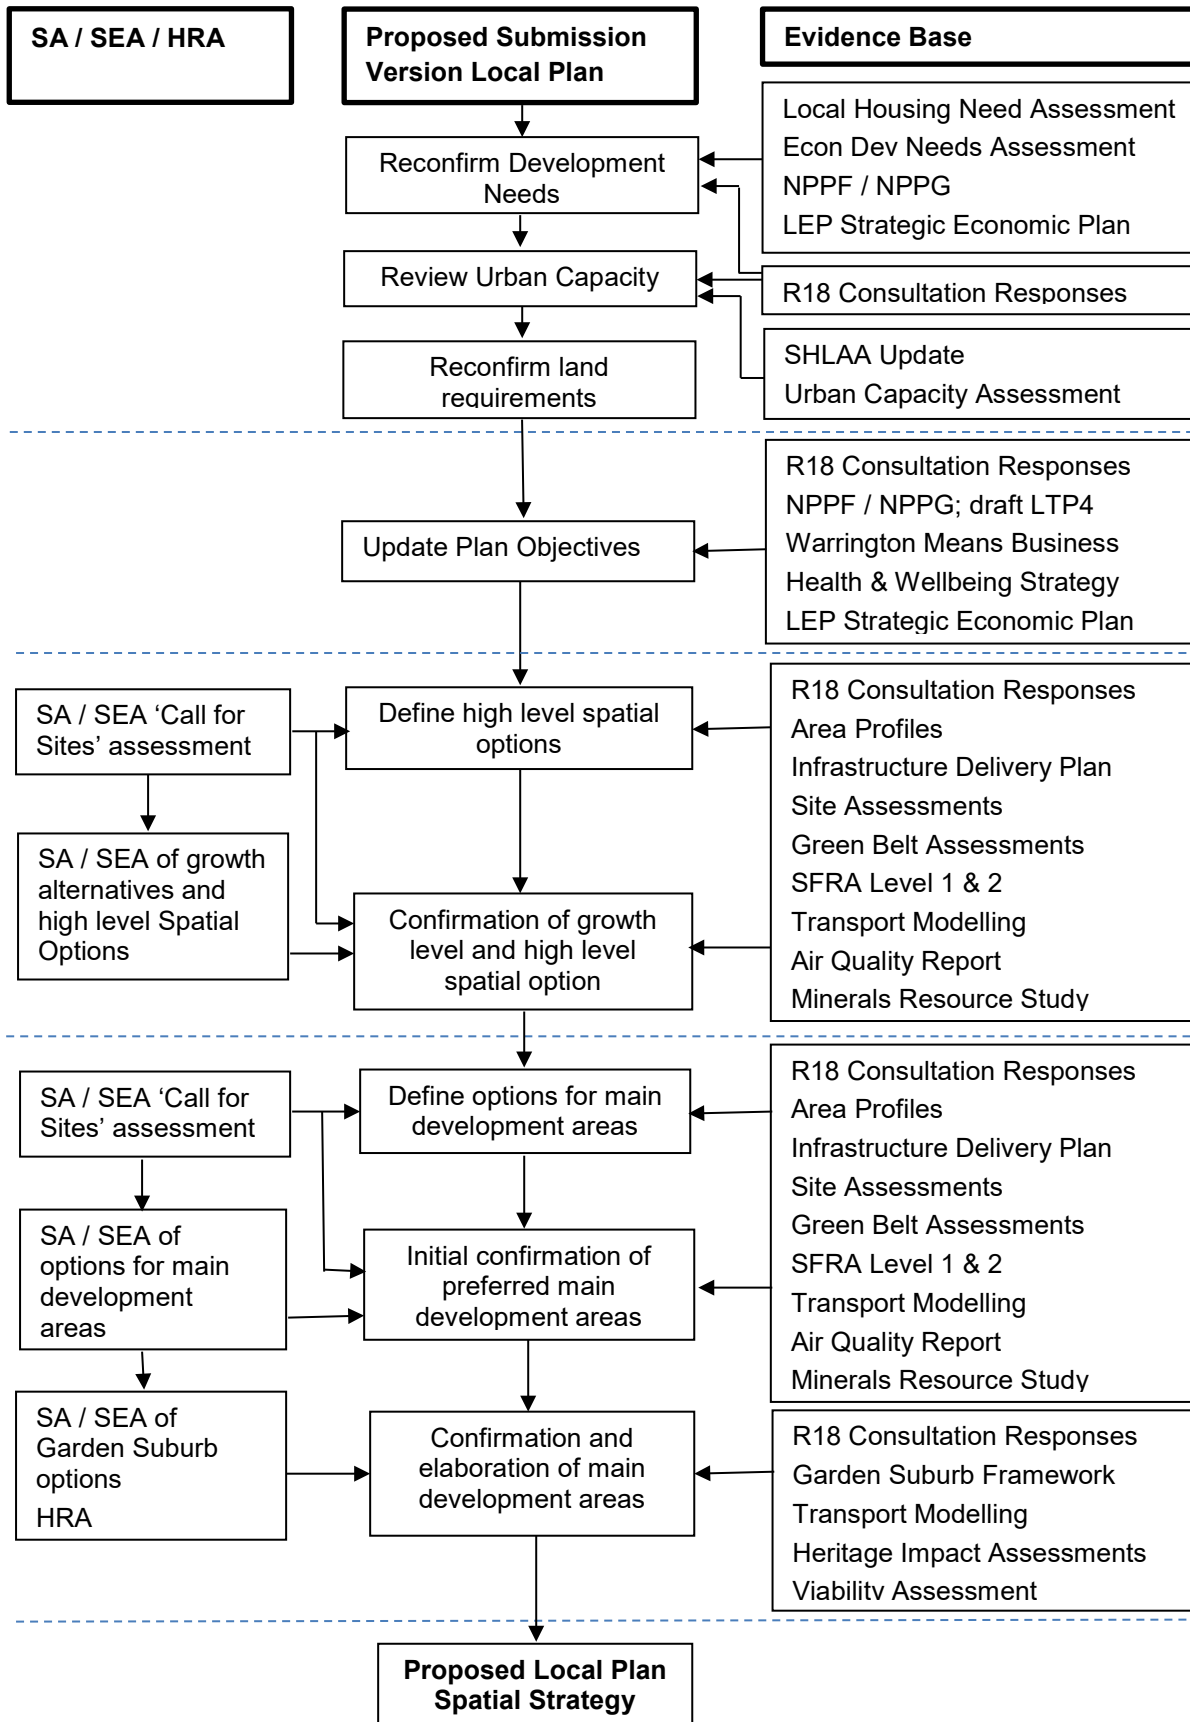 SA / SEA / HRA
Proposed Submission
Version Local Plan
Evidence Base
Reconfirm Development
Needs
Local Housing Need Assessment
Econ Dev Needs Assessment
NPPF / NPPG
LEP Strategic Economic Plan
Review Urban Capacity
R18 Consultation Responses
Reconfirm land
requirements
SHLAA Update
Urban Capacity Assessment
Update Plan Objectives
R18 Consultation Responses
NPPF / NPPG; draft LTP4
Warrington Means Business
Health & Wellbeing Strategy
LEP Strategic Economic Plan
SA / SEA ‘Call for
Sites’ assessment
Define high level spatial
options
R18 Consultation Responses
Area Profiles
Infrastructure Delivery Plan
Site Assessments
Green Belt Assessments
SFRA Level 1 & 2
Transport Modelling
Air Quality Report
Minerals Resource Study
SA / SEA of growth
alternatives and
high level Spatial
Options
Confirmation of growth
level and high level
spatial option
SA / SEA ‘Call for
Sites’ assessment
Define options for main
development areas
R18 Consultation Responses
Area Profiles
Infrastructure Delivery Plan
Site Assessments
Green Belt Assessments
SFRA Level 1 & 2
Transport Modelling
Air Quality Report
Minerals Resource Study
SA / SEA of
options for main
development
areas
Initial confirmation of
preferred main
development areas
SA / SEA of
Garden Suburb
options
HRA
Confirmation and
elaboration of main
development areas
R18 Consultation Responses
Garden Suburb Framework
Transport Modelling
Heritage Impact Assessments
Viability Assessment
Proposed Local Plan
Spatial Strategy